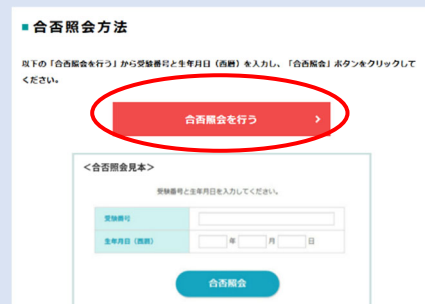 ■合否照会方法
以下の「合否照会を行う」から受験番号と生年月日（西暦）を入力し、「合否照会」ボタンをクリックして
ください。
合否照会を行う >
＜合否照会見本＞
受験番号と生年月日を入力してください。
受験番号
生年月日（西暦） 年 月 日
合否照会